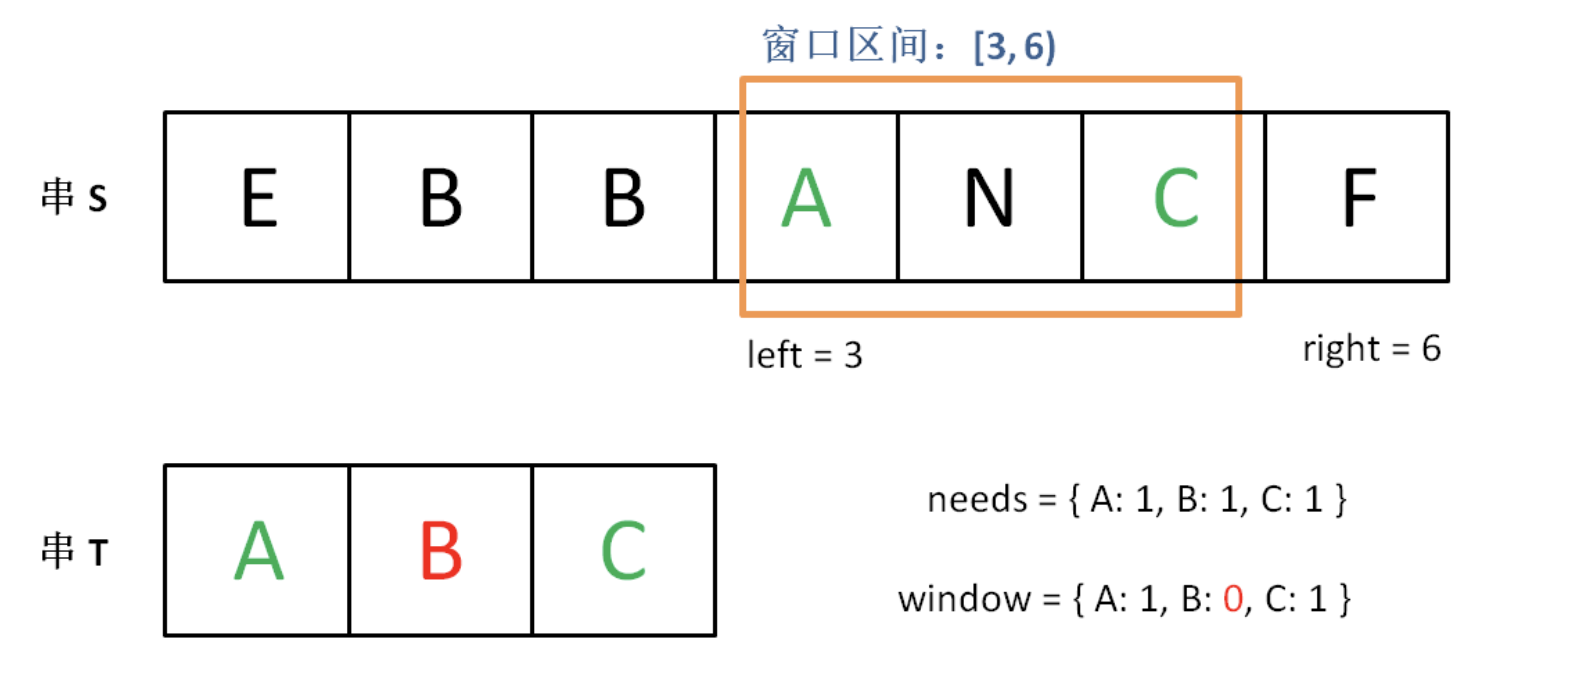 窗口区间：[3, 6)
串 S E B B A N C F
left = 3 right = 6
串 T A B C
needs = { A: 1, B: 1, C: 1 }
window = { A: 1, B: 0, C: 1 }